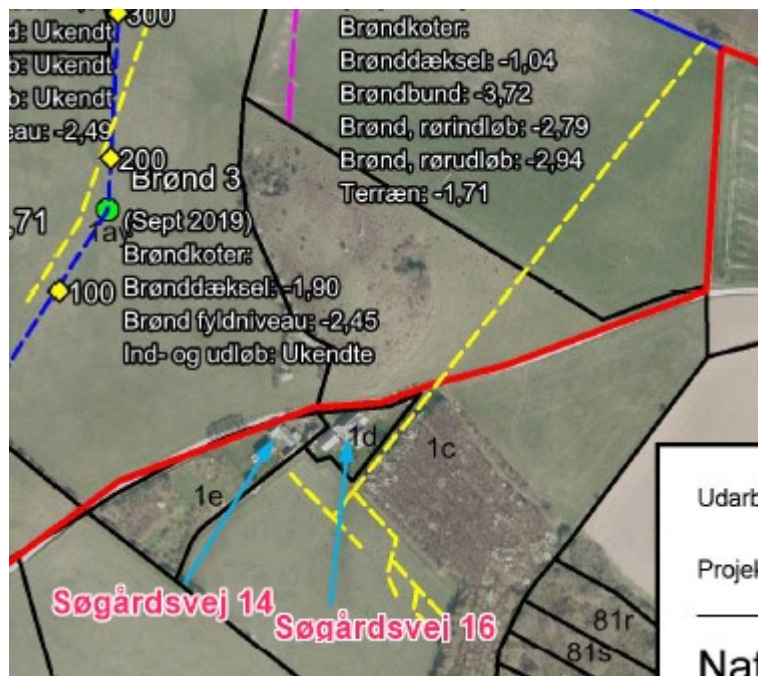 300
d: Ukendt
b: Ukendt
b: Ukendt
eau: -2,49
Brøndkoter:
Brønddæksel: -1,04
Brøndbund: -3,72
Brønd, rørindløb: -2,79
Brønd, rørudløb: -2,94
Terræn: -1,71
200
Brønd 3
,71
(Sept 2019)
Brøndkoter:
100
Brønddæksel: -1,90
Brønd fyldniveau: -2,45
Ind- og udløb: Ukendte
1d
1c
1e
Søgårdsvej 14
Søgårdsvej 16
81r
81s
Udarb
Projek
Nat